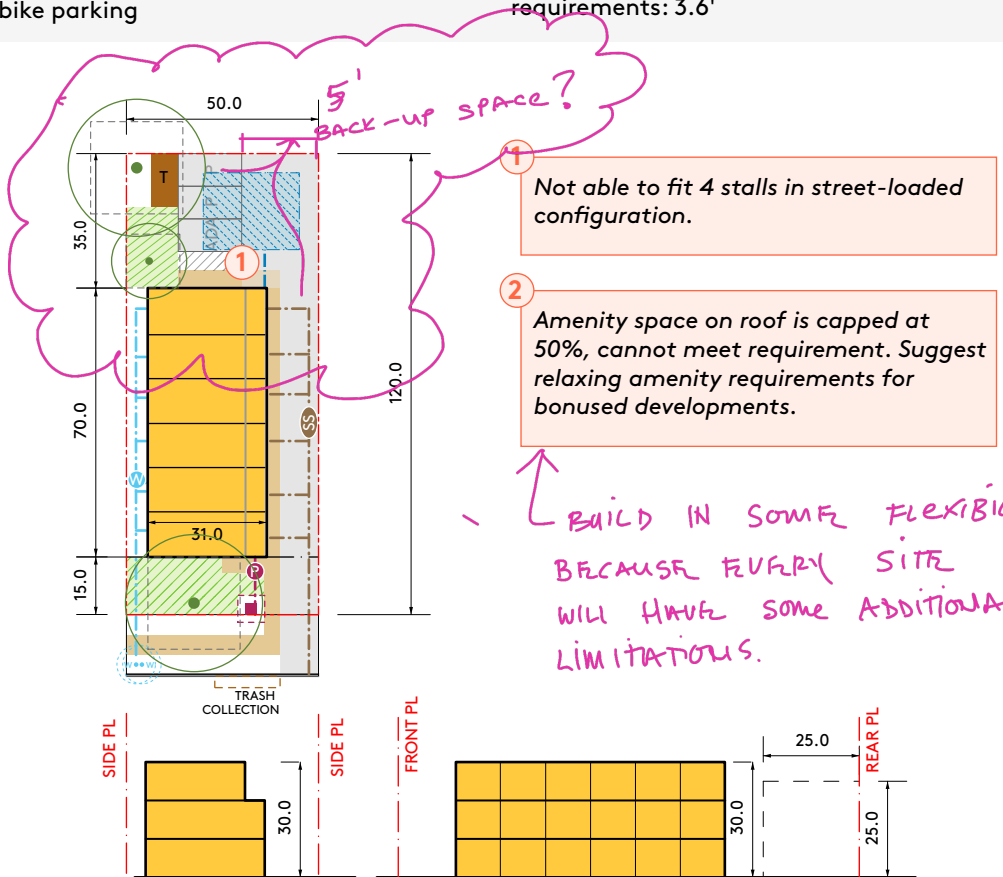 bike parking
requirements: 3.6'
50.0
5'
BACK-UP SPACE?
T
ADA P
35.0
1
1
Not able to fit 4 stalls in street-loaded
configuration.
2
Amenity space on roof is capped at
50%, cannot meet requirement. Suggest
relaxing amenity requirements for
bonused developments.
70.0
120.0
SS
W
31.0
15.0
P
BUILD IN SOME FLEXIBIL
BECAUSE EVERY SITE
WILL HAVE SOME ADDITIONA
LIMITATIONS.
TRASH
COLLECTION
SIDE PL
SIDE PL
FRONT PL
REAR PL
25.0
30.0
30.0
25.0